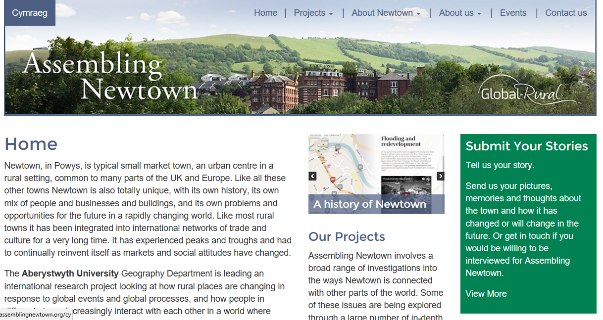 Cymraeg
Home | Projects | About Newtown | About us | Events | Contact us
Assembling
Newtown
Global-Rural
Home
Newtown, in Powys, is typical small market town, an urban centre in a
rural setting, common to many parts of the UK and Europe. Like all these
other towns Newtown is also totally unique, with its own history, its own
mix of people and businesses and buildings, and its own problems and
opportunities for the future in a rapidly changing world. Like most rural
towns it has been integrated into international networks of trade and
culture for a very long time. It has experienced peaks and troughs and had
to continually reinvent itself as markets and social attitudes have changed.
The Aberystwyth University Geography Department is leading an
international research project looking at how rural places are changing in
response to global events and global processes, and how people in
increasingly interact with each other in a world where
assemblingnewtown.org/cy
Flooding and
redevelopment
A history of Newtown
Our Projects
Assembling Newtown involves a
broad range of investigations into
the ways Newtown is connected
with other parts of the world. Some
of these issues are being explored
through a large number of in-depth
Submit Your Stories
Tell us your story.
Send us your pictures,
memories and thoughts about
the town and how it has
changed or will change in the
future. Or get in touch if you
would be willing to be
interviewed for Assembling
Newtown.
View More